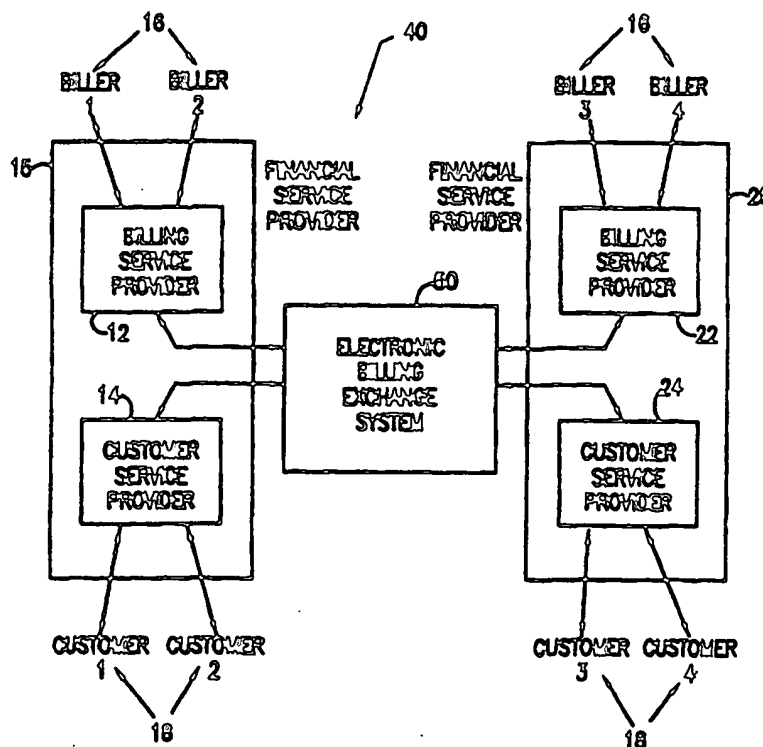 16
40
16
BILLER
1
BILLER
2
BILLER
3
BILLER
4
15
FINANCIAL
SERVICE
PROVIDER
FINANCIAL
SERVICE
PROVIDER
BILLING
SERVICE
PROVIDER
BILLING
SERVICE
PROVIDER
12
60
22
ELECTRONIC
BILLING
EXCHANGE
SYSTEM
14
24
CUSTOMER
SERVICE
PROVIDER
CUSTOMER
SERVICE
PROVIDER
CUSTOMER
1
CUSTOMER
2
CUSTOMER
3
CUSTOMER
4
18
18